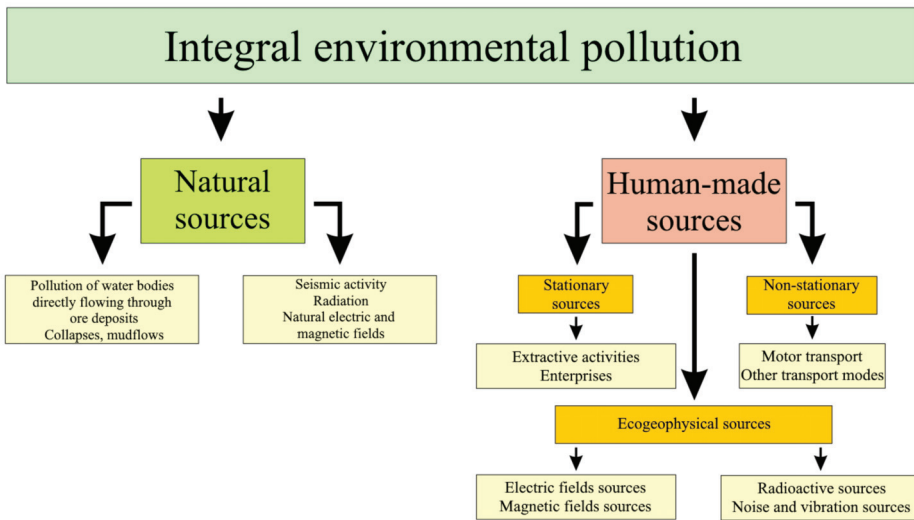 Integral environmental pollution
Natural
sources
Human-made
sources
Pollution of water bodies
directly flowing through
ore deposits
Collapses, mudflows
Seismic activity
Radiation
Natural electric and
magnetic fields
Stationary
sources
Non-stationary
sources
Extractive activities
Enterprises
Motor transport
Other transport modes
Ecogeophysical sources
Electric fields sources
Magnetic fields sources
Radioactive sources
Noise and vibration sources